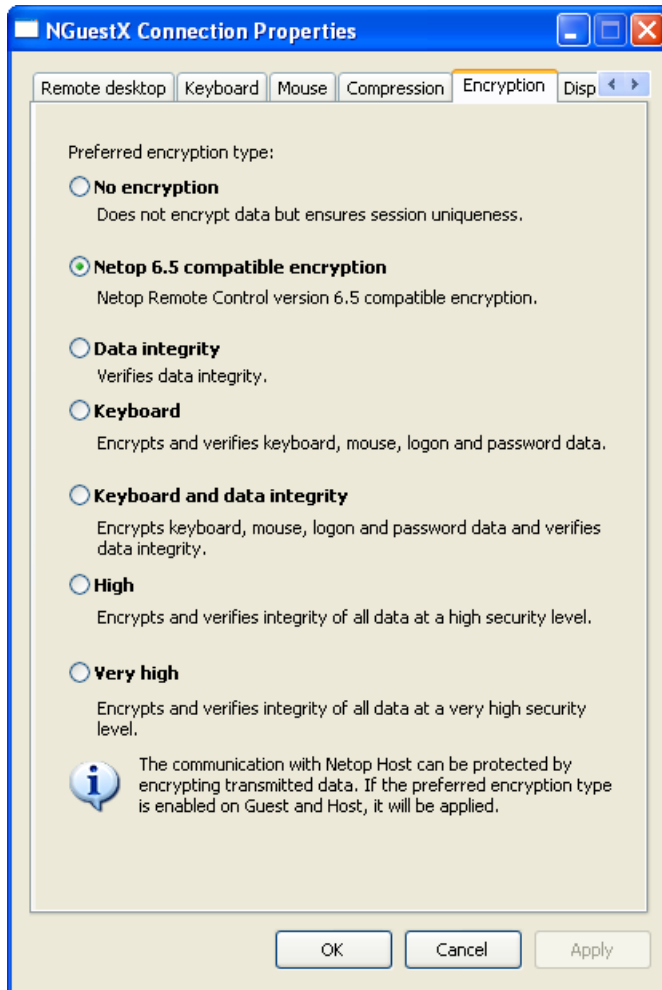 NGuestX Connection Properties
Remote desktop Keyboard Mouse Compression Encryption Disp
Preferred encryption type:
No encryption
Does not encrypt data but ensures session uniqueness.
Netop 6.5 compatible encryption
Netop Remote Control version 6.5 compatible encryption.
Data integrity
Verifies data integrity.
Keyboard
Encrypts and verifies keyboard, mouse, logon and password data.
Keyboard and data integrity
Encrypts keyboard, mouse, logon and password data and verifies
data integrity.
High
Encrypts and verifies integrity of all data at a high security level.
Very high
Encrypts and verifies integrity of all data at a very high security
level.
The communication with Netop Host can be protected by
encrypting transmitted data. If the preferred encryption type
is enabled on Guest and Host, it will be applied.
OK Cancel Apply